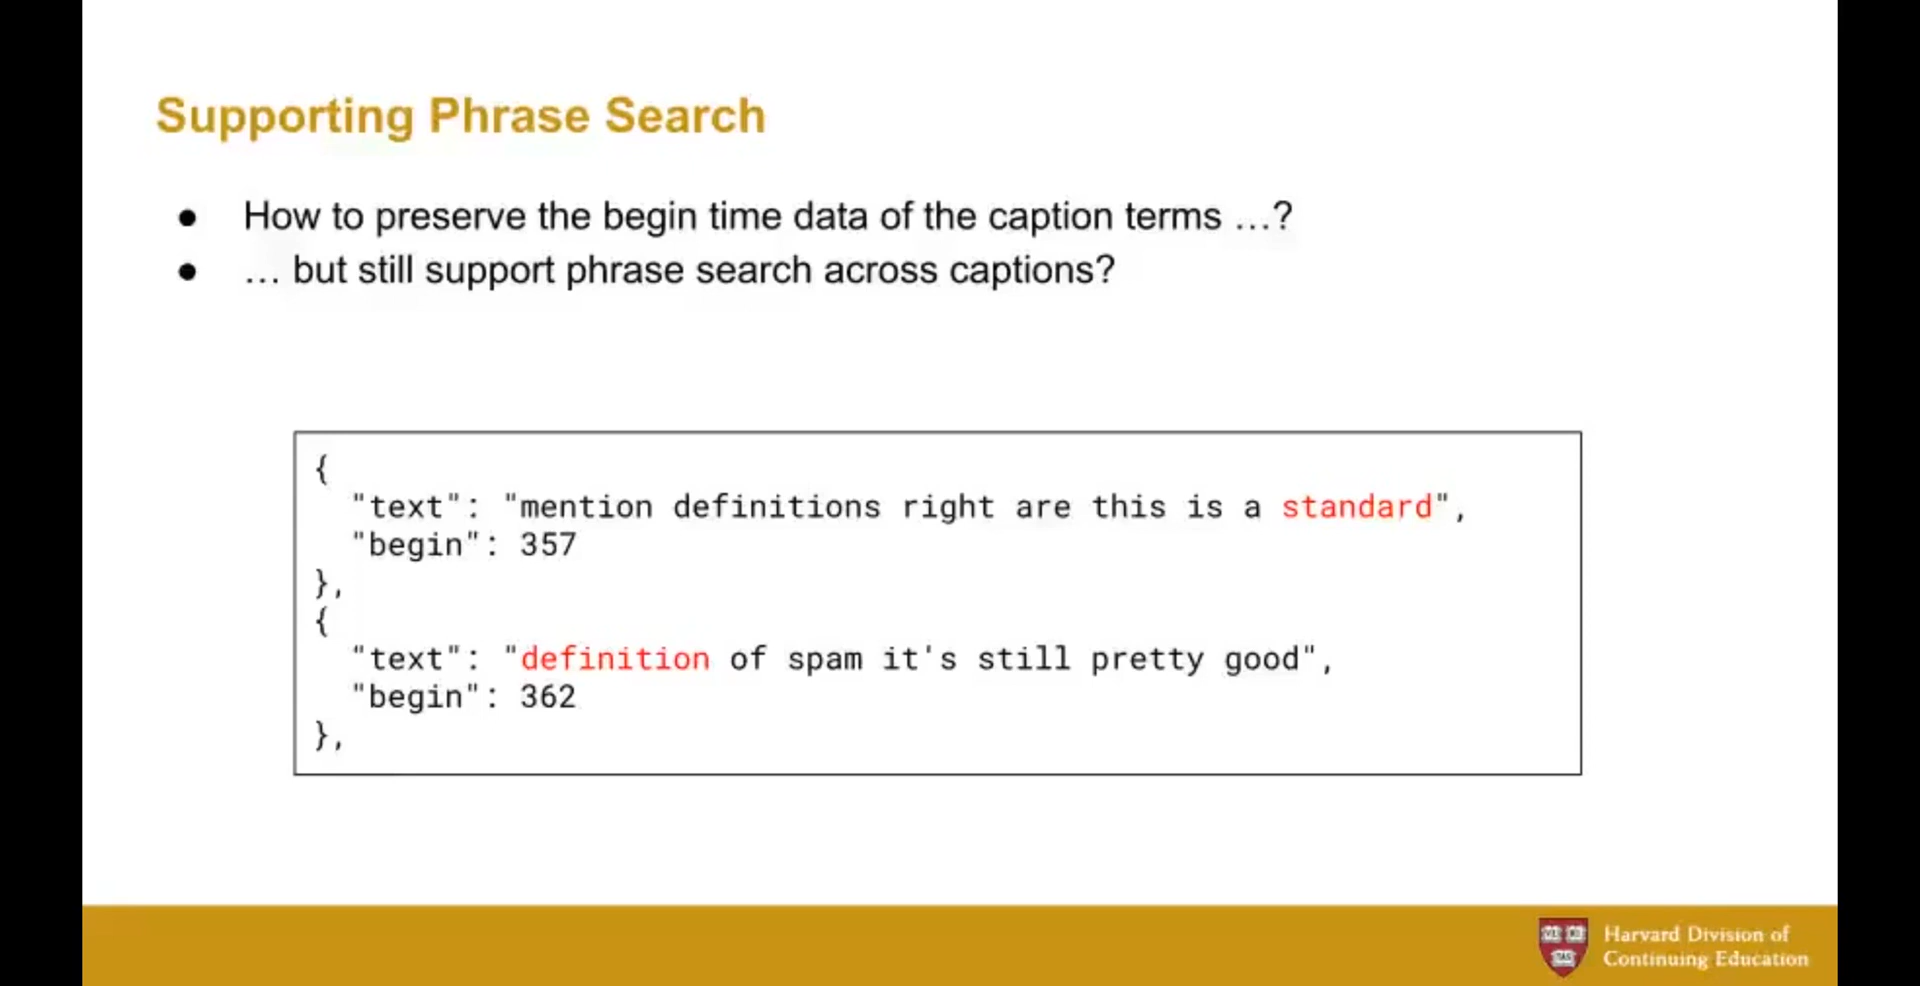 Supporting Phrase Search
● How to preserve the begin time data of the caption terms …?
● … but still support phrase search across captions?
{
"text": "mention definitions right are this is a standard",
"begin": 357
},
{
"text": "definition of spam it's still pretty good",
"begin": 362
},
Harvard Division of
Continuing Education